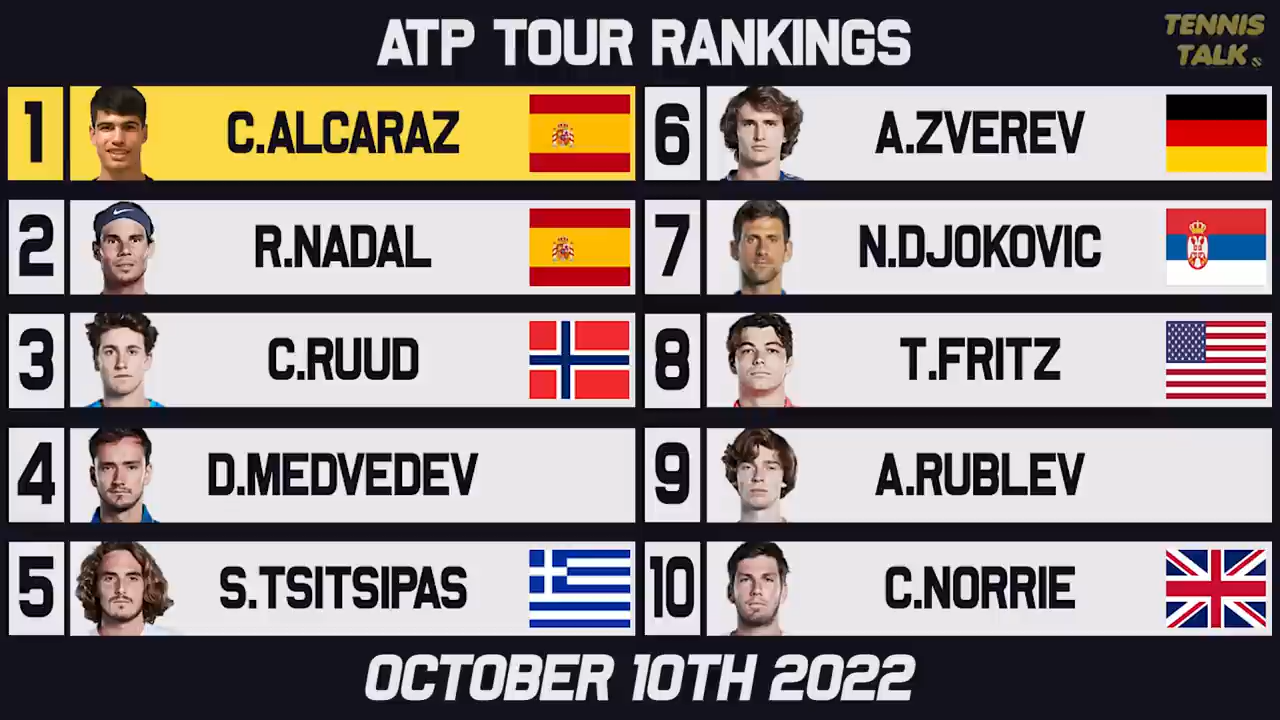 ATP TOUR RANKINGS
TENNIS
TALK
1 C.ALCARAZ
2 R.NADAL
3 C.RUUD
4 D.MEDVEDEV
5 S.TSITSIPAS
6 A.ZVEREV
7 N.DJOKOVIC
8 T.FRITZ
9 A.RUBLEV
10 C.NORRIE
OCTOBER 10TH 2022